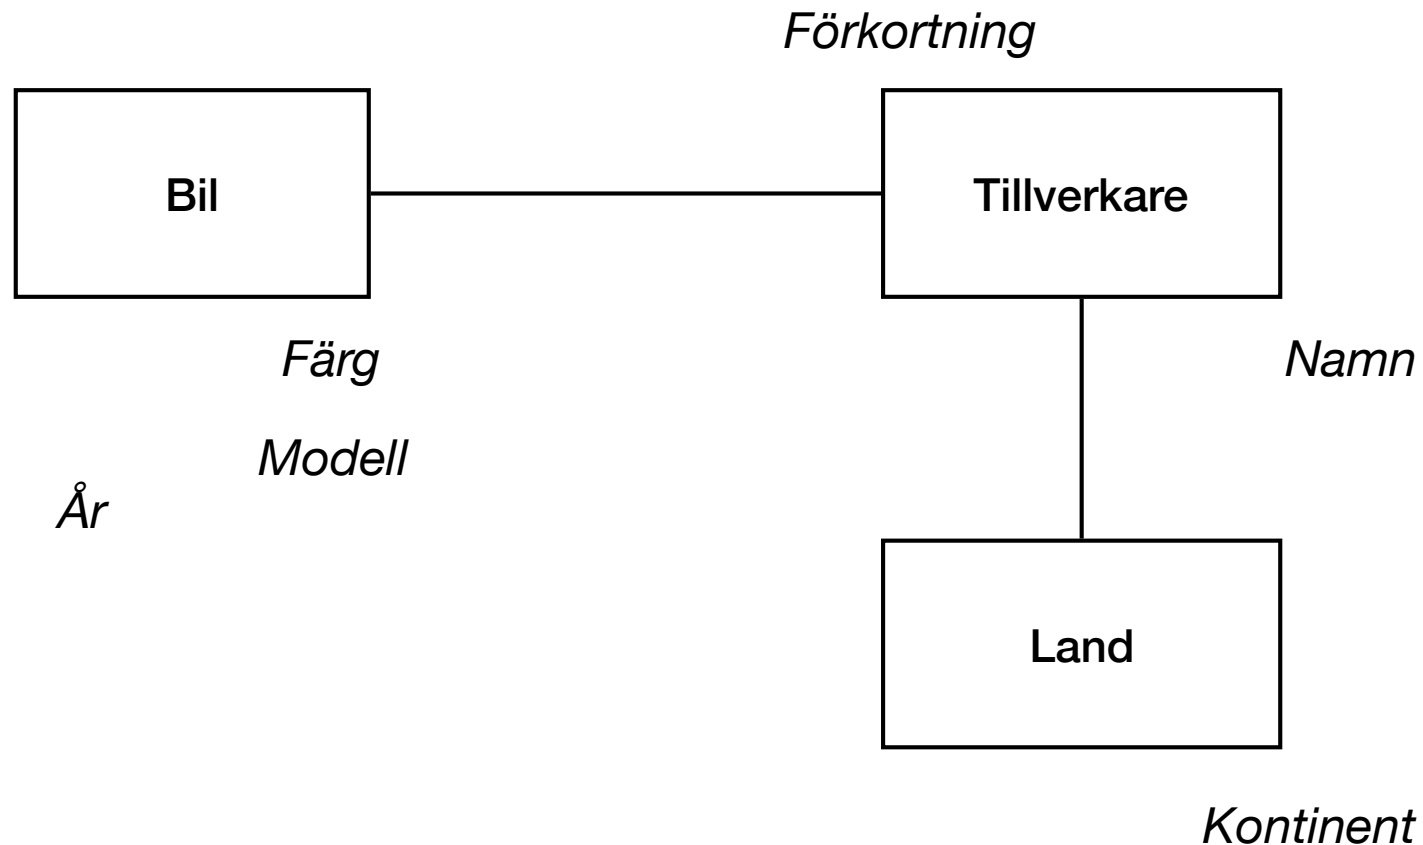 Förkortning
Bil
Tillverkare
Färg
Namn
Modell
År
Land
Kontinent